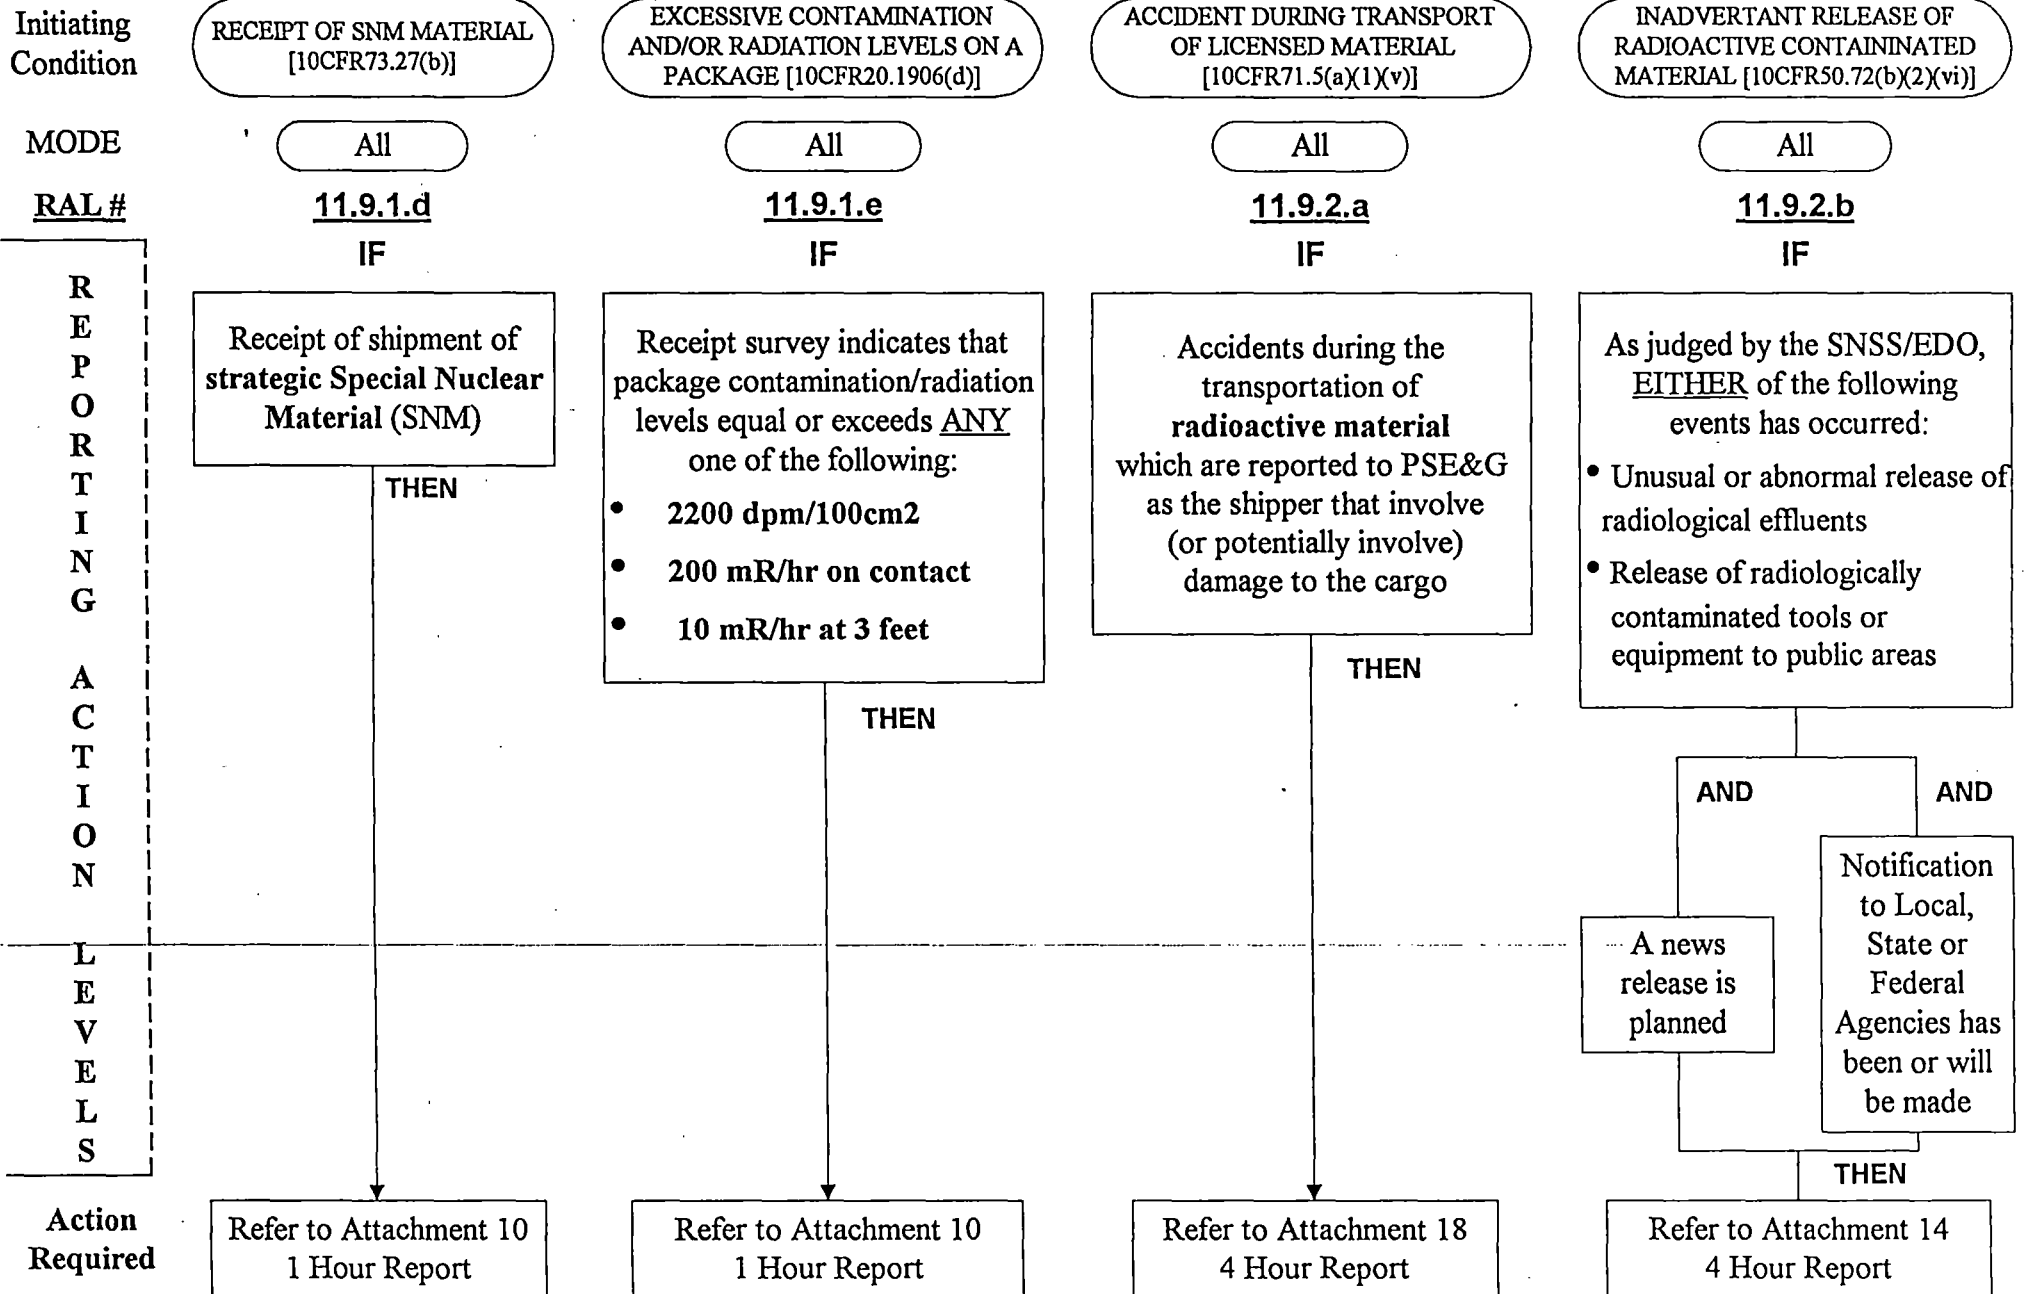 Initiating
Condition
RECEIPT OF SNM MATERIAL
[10CFR73.27(b)]
EXCESSIVE CONTAMINATION
AND/OR RADIATION LEVELS ON A
PACKAGE [10CFR20.1906(d)]
ACCIDENT DURING TRANSPORT
OF LICENSED MATERIAL
[10CFR71.5(a)(1)(v)]
INADVERTANT RELEASE OF
RADIOACTIVE CONTAININATED
MATERIAL [10CFR50.72(b)(2)(vi)]
MODE
All
All
All
All
RAL #
11.9.1.d
11.9.1.e
11.9.2.a
11.9.2.b
IF
IF
IF
IF
REPORTING ACTION LEVELS
Receipt of shipment of
strategic Special Nuclear
Material (SNM)
THEN
Receipt survey indicates that
package contamination/radiation
levels equal or exceeds ANY
one of the following:
• 2200 dpm/100cm2
• 200 mR/hr on contact
• 10 mR/hr at 3 feet
THEN
Accidents during the
transportation of
radioactive material
which are reported to PSE&G
as the shipper that involve
(or potentially involve)
damage to the cargo
THEN
As judged by the SNSS/EDO,
EITHER of the following
events has occurred:
• Unusual or abnormal release of
radiological effluents
• Release of radiologically
contaminated tools or
equipment to public areas
AND
AND
A news
release is
planned
Notification
to Local,
State or
Federal
Agencies has
been or will
be made
THEN
Action
Required
Refer to Attachment 10
1 Hour Report
Refer to Attachment 10
1 Hour Report
Refer to Attachment 18
4 Hour Report
Refer to Attachment 14
4 Hour Report